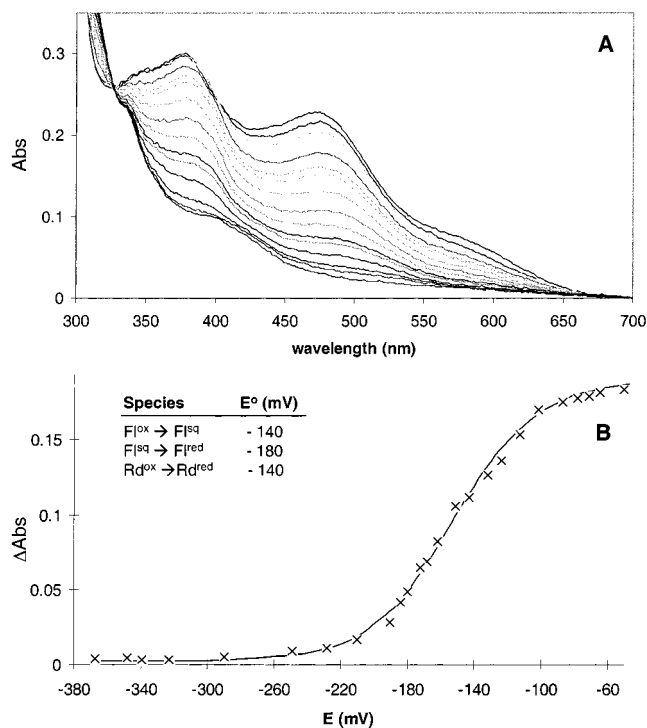 A
0.3
0.2
0.1
0
Abs
300 350 400 450 500 550 600 650 700
wavelength (nm)
B
Species E° (mV)
Fl^ox → Fl^sq - 140
Fl^sq → Fl^red - 180
Rd^ox → Rd^red - 140
0.15
0.1
0.05
0
ΔAbs
-380 -340 -300 -260 -220 -180 -140 -100 -60
E (mV)